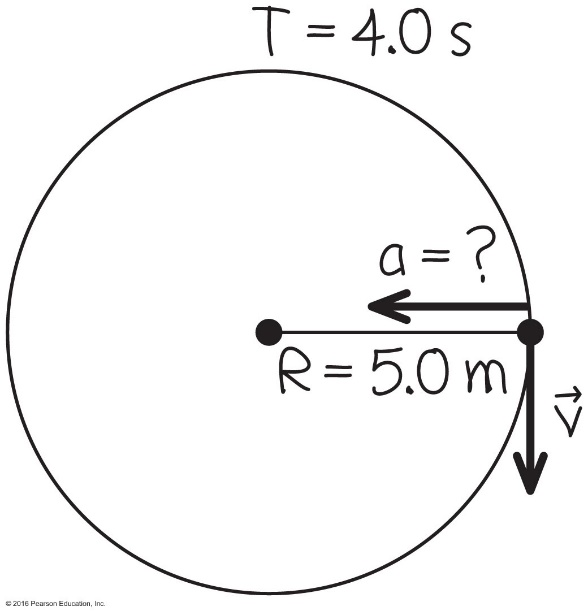 T = 4.0 s
a = ?
R = 5.0 m
v⃗
© 2016 Pearson Education, Inc.